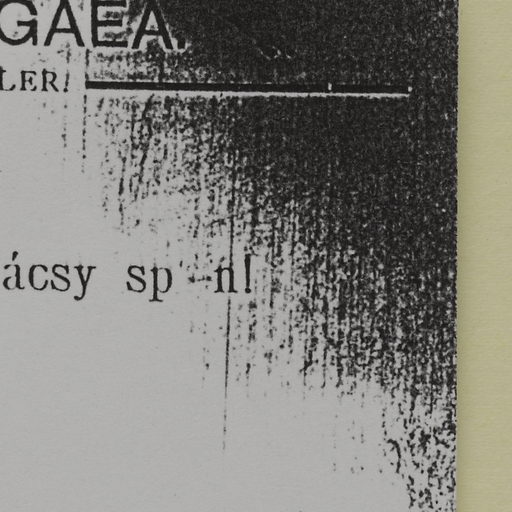 GAEA.
LER.
ácsy sp n!